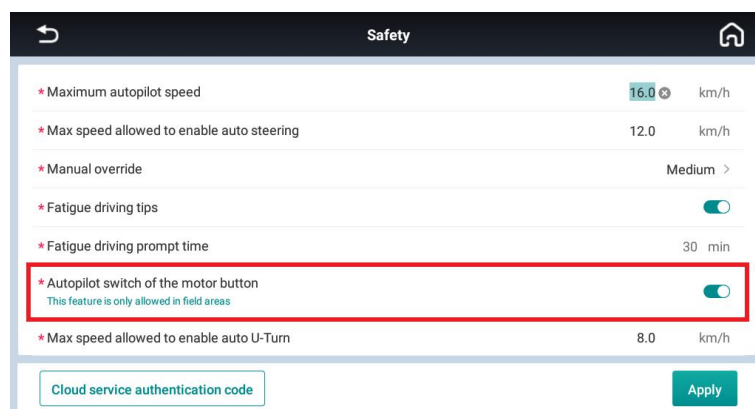 Safety
* Maximum autopilot speed 16.0 km/h
* Max speed allowed to enable auto steering 12.0 km/h
* Manual override Medium >
* Fatigue driving tips
* Fatigue driving prompt time 30 min
* Autopilot switch of the motor button
This feature is only allowed in field areas
* Max speed allowed to enable auto U-Turn 8.0 km/h
Cloud service authentication code Apply